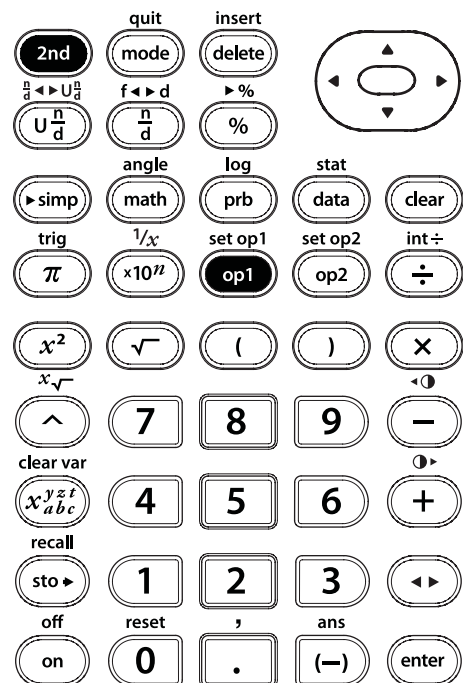 quit insert
2nd mode delete
n/d ◂ ▸ U n/d f ◂ ▸ d ▸ %
U n/d n/d %
angle log stat
▸ simp math prb data clear
trig 1/x set op1 set op2 int ÷
π ×10ⁿ op1 op2 ÷
x² √ ( ) ×
ˣ√
^ 7 8 9 −
clear var
x y z t a b c 4 5 6 +
recall
sto ▸ 1 2 3 ◂ ▸
off reset , ans
on 0 . (−) enter